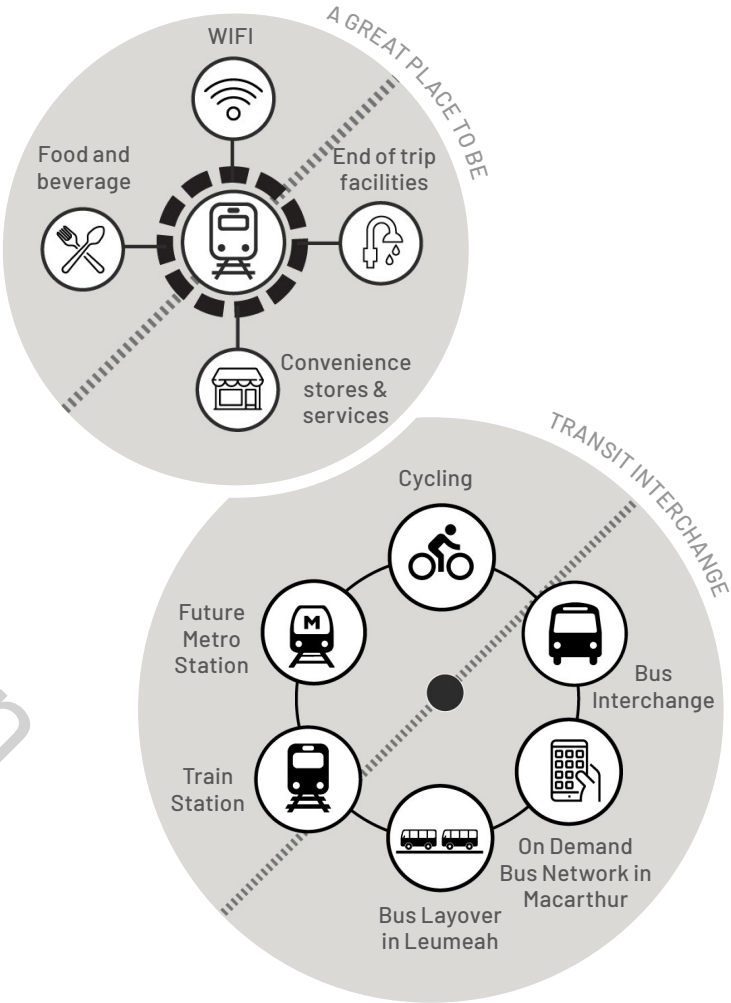 A GREAT PLACE TO BE
WIFI
Food and
beverage
End of trip
facilities
Convenience
stores &
services
TRANSIT INTERCHANGE
Cycling
Future
Metro
Station
M
Bus
Interchange
Train
Station
On Demand
Bus Network in
Macarthur
Bus Layover
in Leumeah